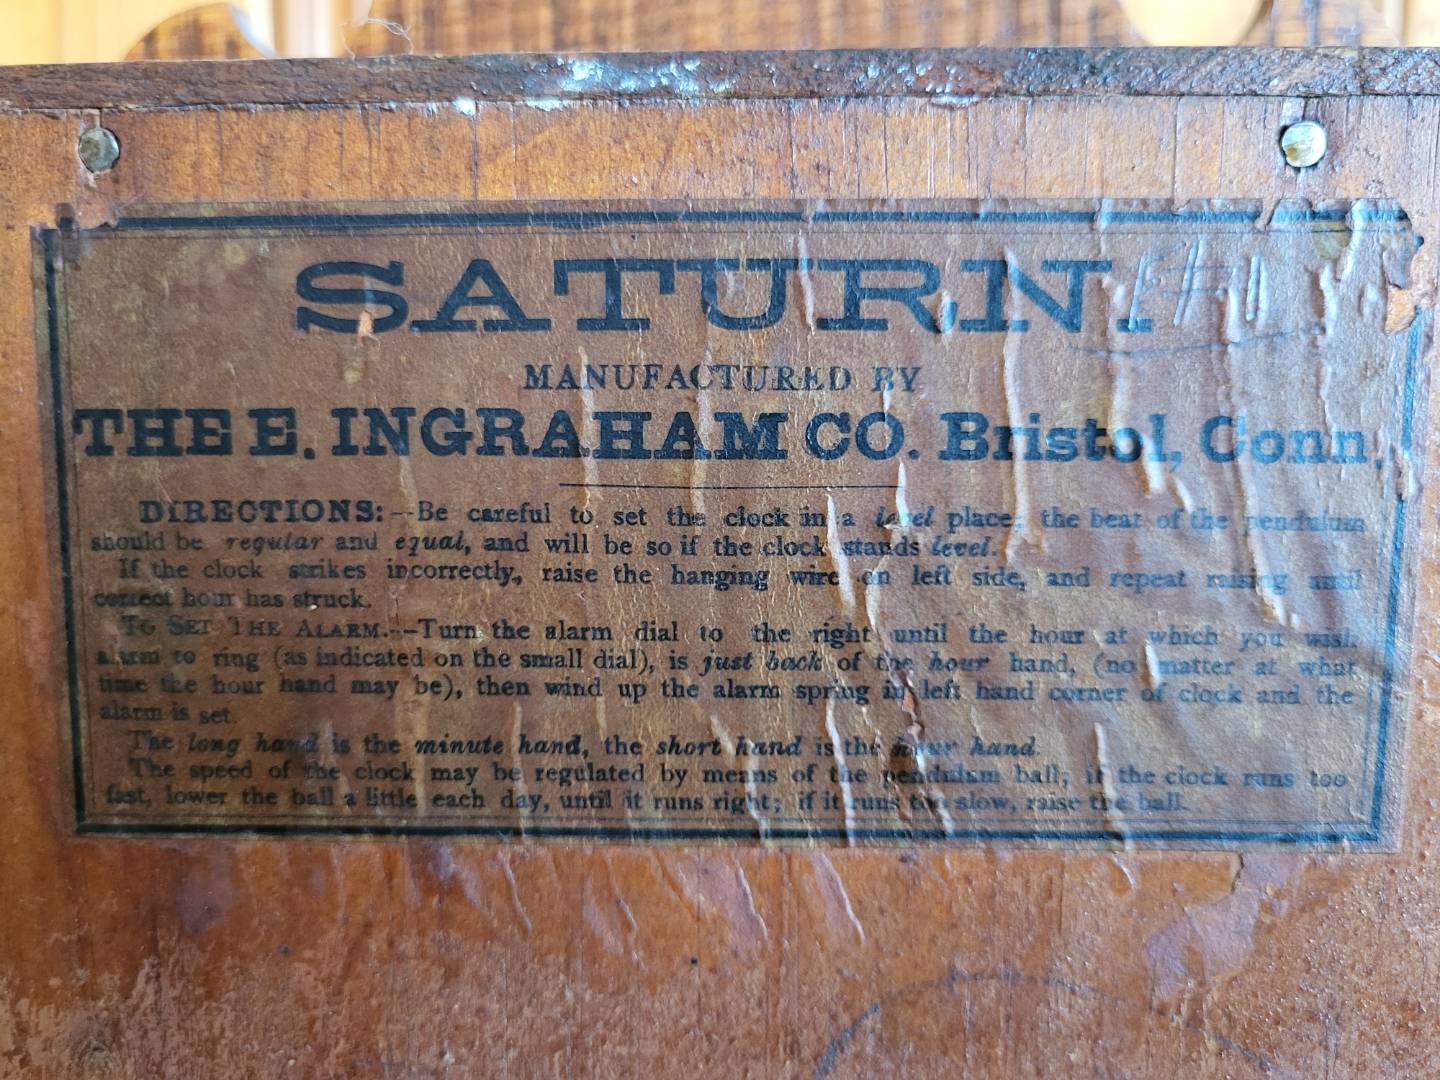 SATURN.
MANUFACTURED BY
THE E. INGRAHAM CO. Bristol, Conn,
DIRECTIONS:--Be careful to set the clock in a level place, the beat of the pendulum
should be regular and equal, and will be so if the clock stands level.
If the clock strikes incorrectly, raise the hanging wire on left side, and repeat raising until
correct hour has struck.
TO SET THE ALARM.--Turn the alarm dial to the right until the hour at which you wish
alarm to ring (as indicated on the small dial), is just back of the hour hand, (no matter at what
time the hour hand may be), then wind up the alarm spring in left hand corner of clock and the
alarm is set.
The long hand is the minute hand, the short hand is the hour hand.
The speed of the clock may be regulated by means of the pendulum ball; if the clock runs too
fast, lower the ball a little each day, until it runs right; if it runs too slow, raise the ball.